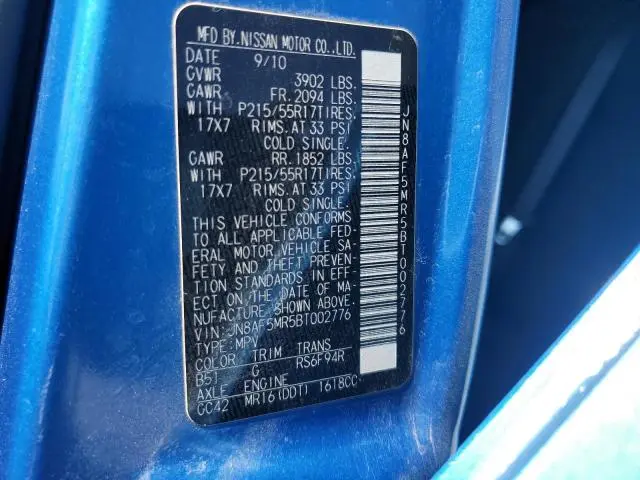 MFD BY.NISSAN MOTOR CO.,LTD.
DATE 9/10
GVWR 3902 LBS.
GAWR FR.2094 LBS.
WITH P215/55R17TIRES.
17X7 RIMS.AT 33 PSI
COLD SINGLE.
GAWR RR.1852 LBS.
WITH P215/55R17TIRES.
17X7 RIMS.AT 33 PSI
COLD SINGLE.
THIS VEHICLE CONFORMS
TO ALL APPLICABLE FED-
ERAL MOTOR VEHICLE SA-
FETY AND THEFT PREVEN-
TION STANDARDS IN EFF-
ECT ON THE DATE OF MA-
NUFACTURE SHOWN ABOVE.
VIN:JN8AF5MR5BT002776
TYPE:MPV
COLOR TRIM TRANS
B51 G RS6F94R
AXLE ENGINE
GC42 MR16(DDT) 1618CC
JN8AF5MR5BT002776